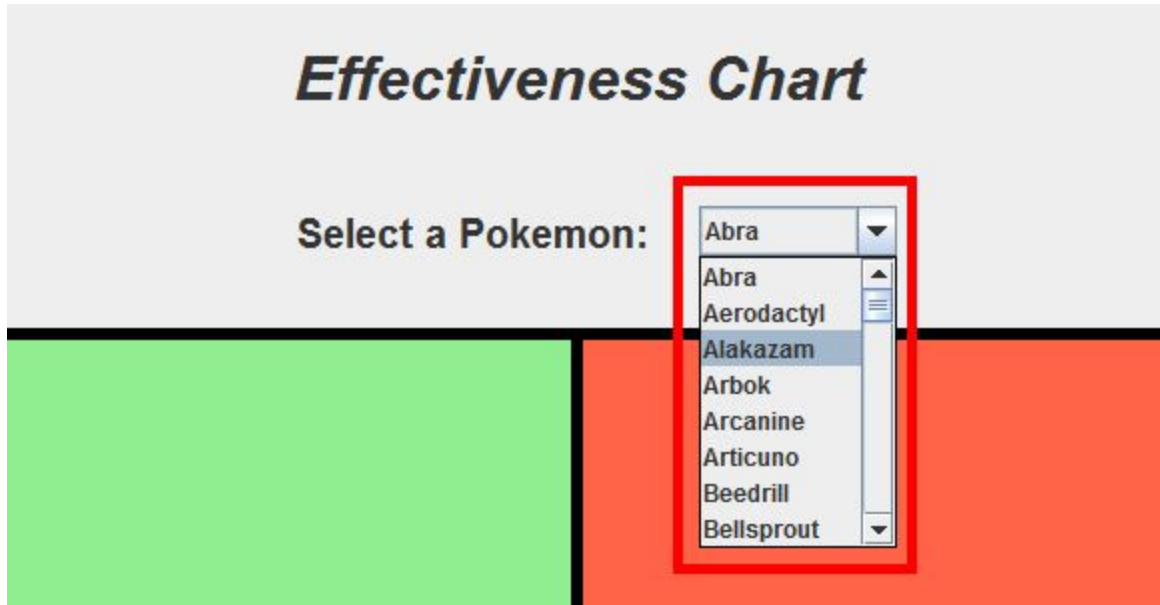 Effectiveness Chart
Select a Pokemon: Abra
Abra
Aerodactyl
Alakazam
Arbok
Arcanine
Articuno
Beedrill
Bellsprout